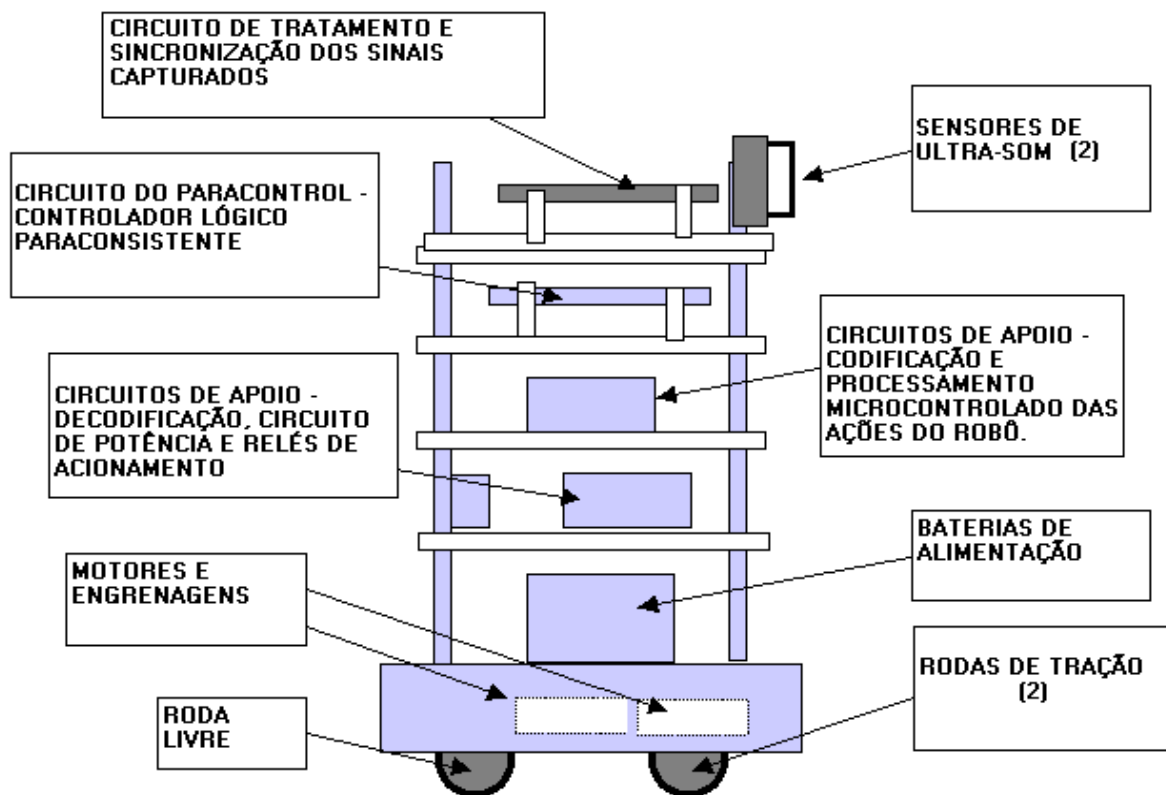 CIRCUITO DE TRATAMENTO E
SINCRONIZAÇÃO DOS SINAIS
CAPTURADOS
SENSORES DE
ULTRA-SOM (2)
CIRCUITO DO PARACONTROL -
CONTROLADOR LÓGICO
PARACONSISTENTE
CIRCUITOS DE APOIO -
CODIFICAÇÃO E
PROCESSAMENTO
MICROCONTROLADO DAS
AÇÕES DO ROBÔ.
CIRCUITOS DE APOIO -
DECODIFICAÇÃO, CIRCUITO
DE POTÊNCIA E RELÉS DE
ACIONAMENTO
BATERIAS DE
ALIMENTAÇÃO
MOTORES E
ENGRENAGENS
RODAS DE TRAÇÃO
(2)
RODA
LIVRE